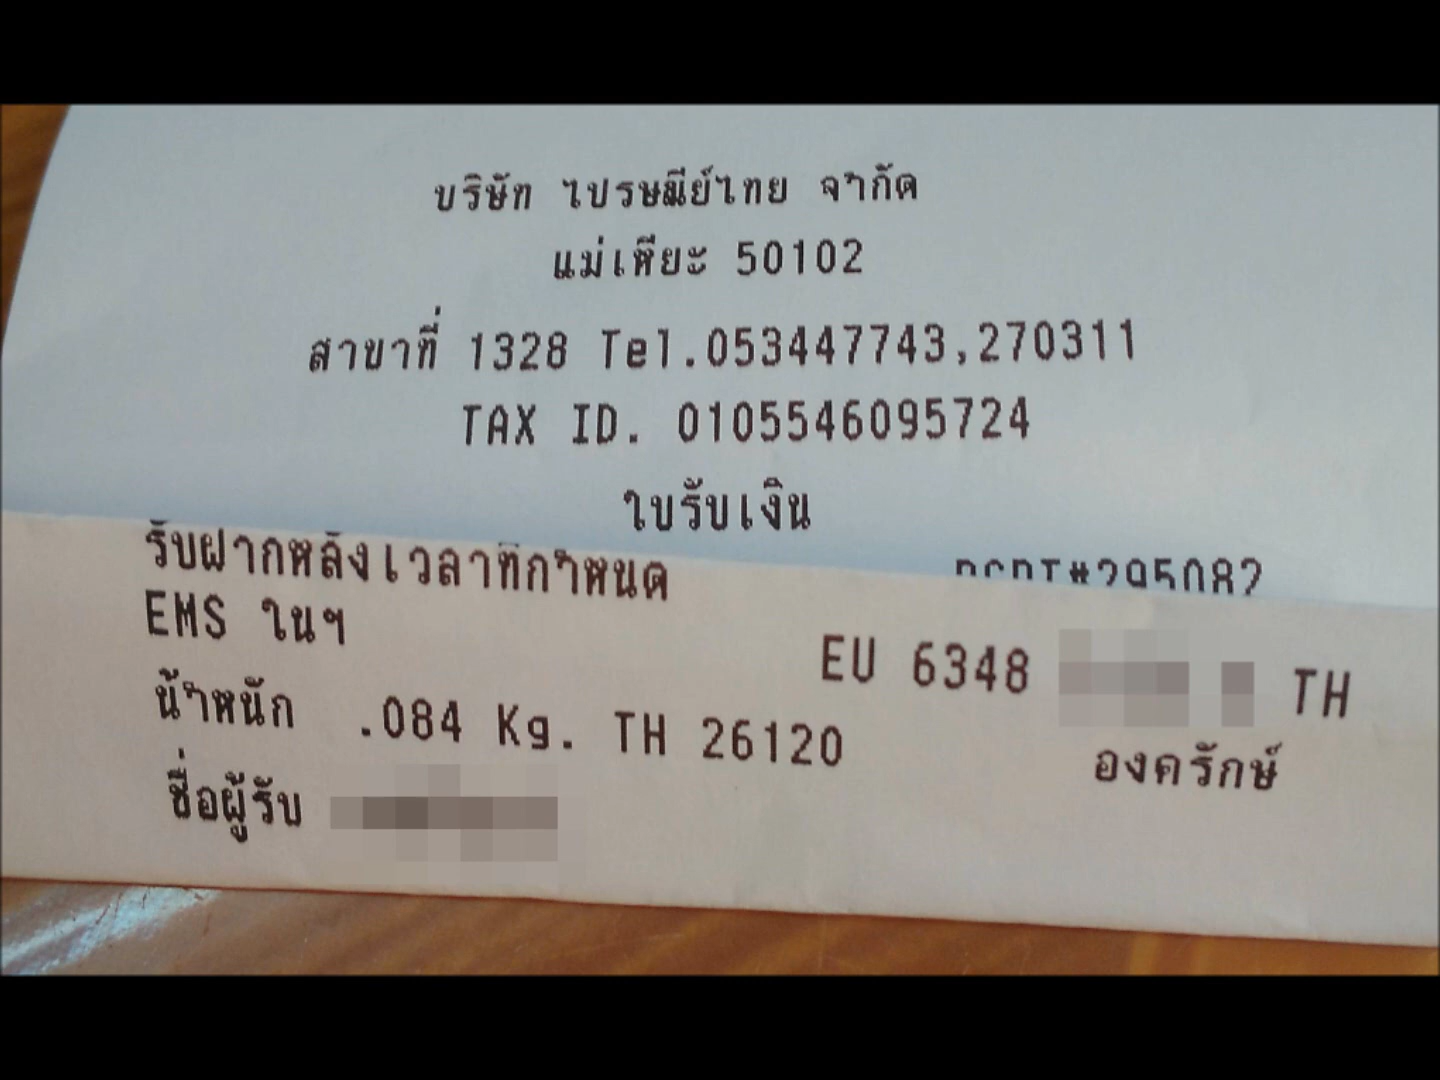 บริษัท ไปรษณีย์ไทย จำกัด
แม่เหียะ 50102
สาขาที่ 1328 Tel.053447743,270311
TAX ID. 0105546095724
ใบรับเงิน
RCPT#295082
รับฝากหลังเวลาที่กำหนด
EMS ในฯ
EU 6348 TH
น้ำหนัก .084 Kg. TH 26120 องครักษ์
ชื่อผู้รับ